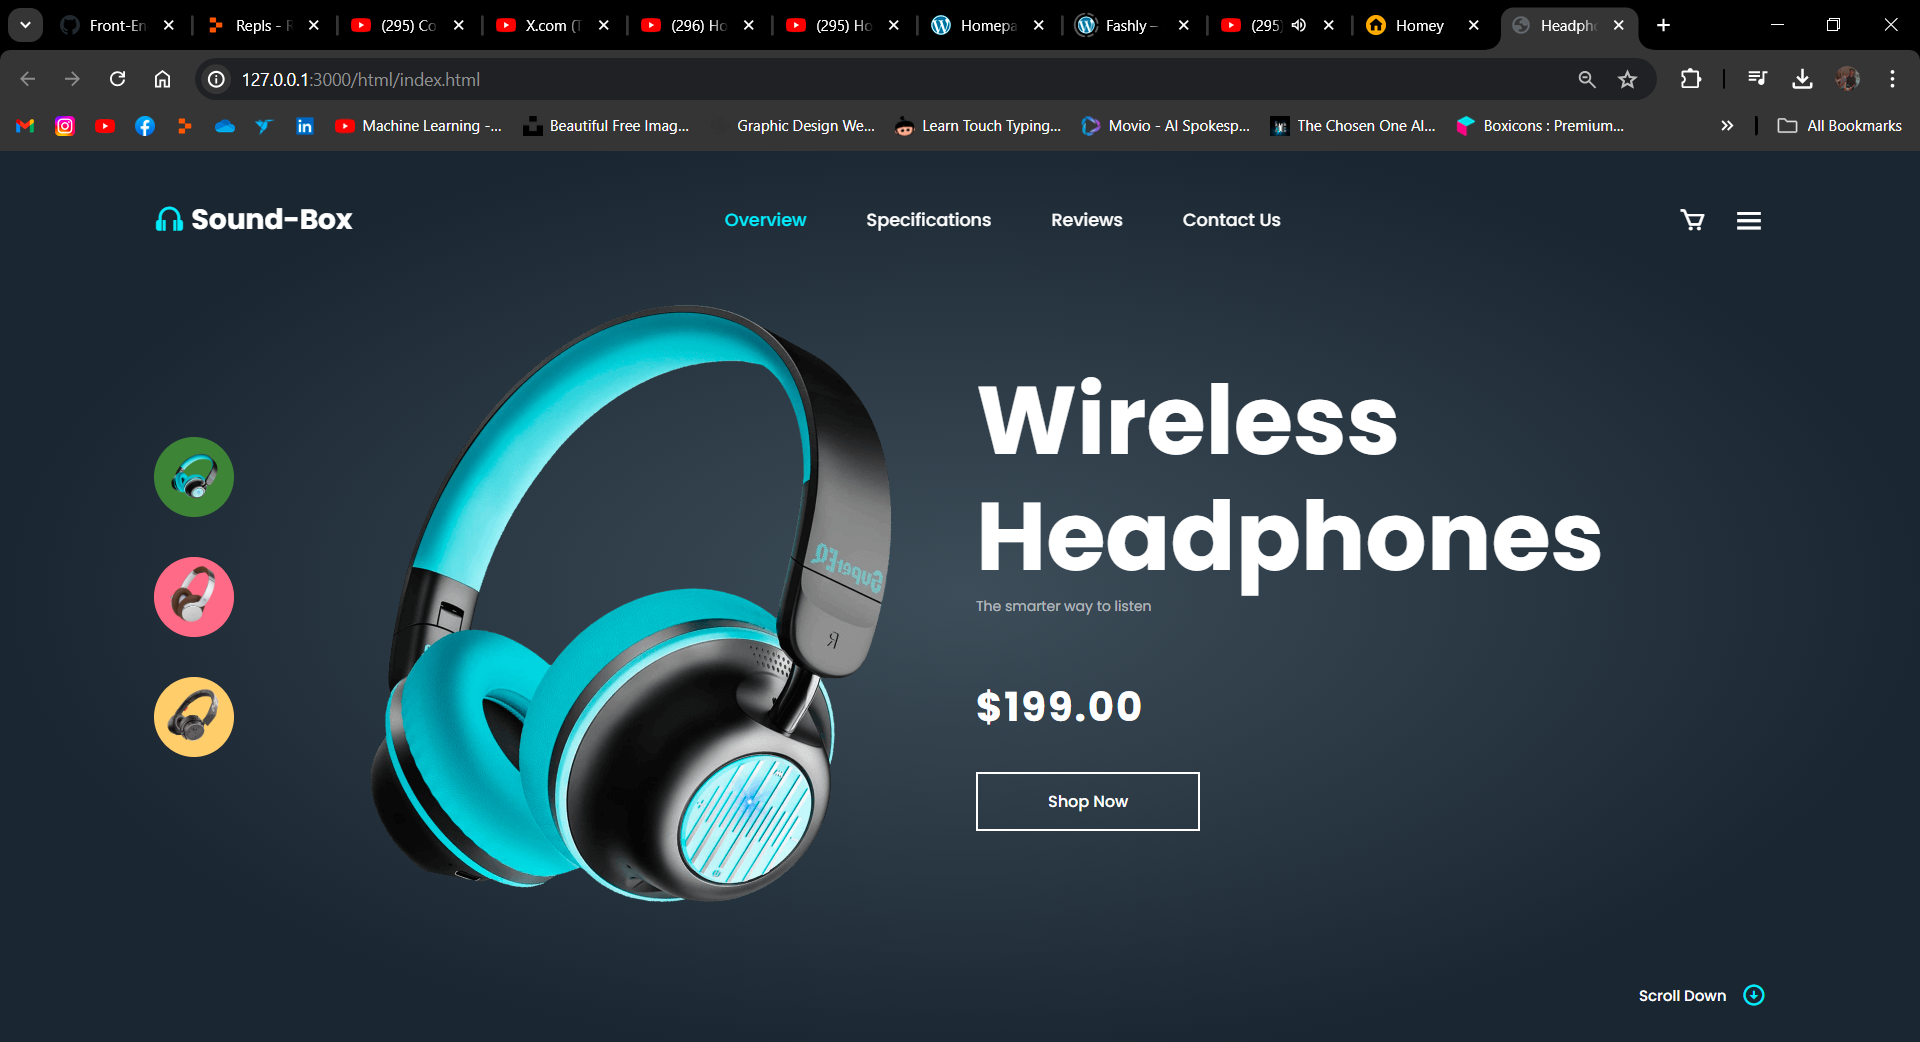 Front-En
Repls - R
(295) Co
X.com (T
(296) Ho
(295) Ho
Homepa
Fashly –
(295)
Homey
Headpho
127.0.0.1:3000/html/index.html
Machine Learning -...
Beautiful Free Imag...
Graphic Design We...
Learn Touch Typing...
Movio - AI Spokesp...
The Chosen One Al...
Boxicons : Premium...
All Bookmarks
Sound-Box
Overview
Specifications
Reviews
Contact Us
Wireless
Headphones
SuperEQ
R
The smarter way to listen
$199.00
Shop Now
Scroll Down